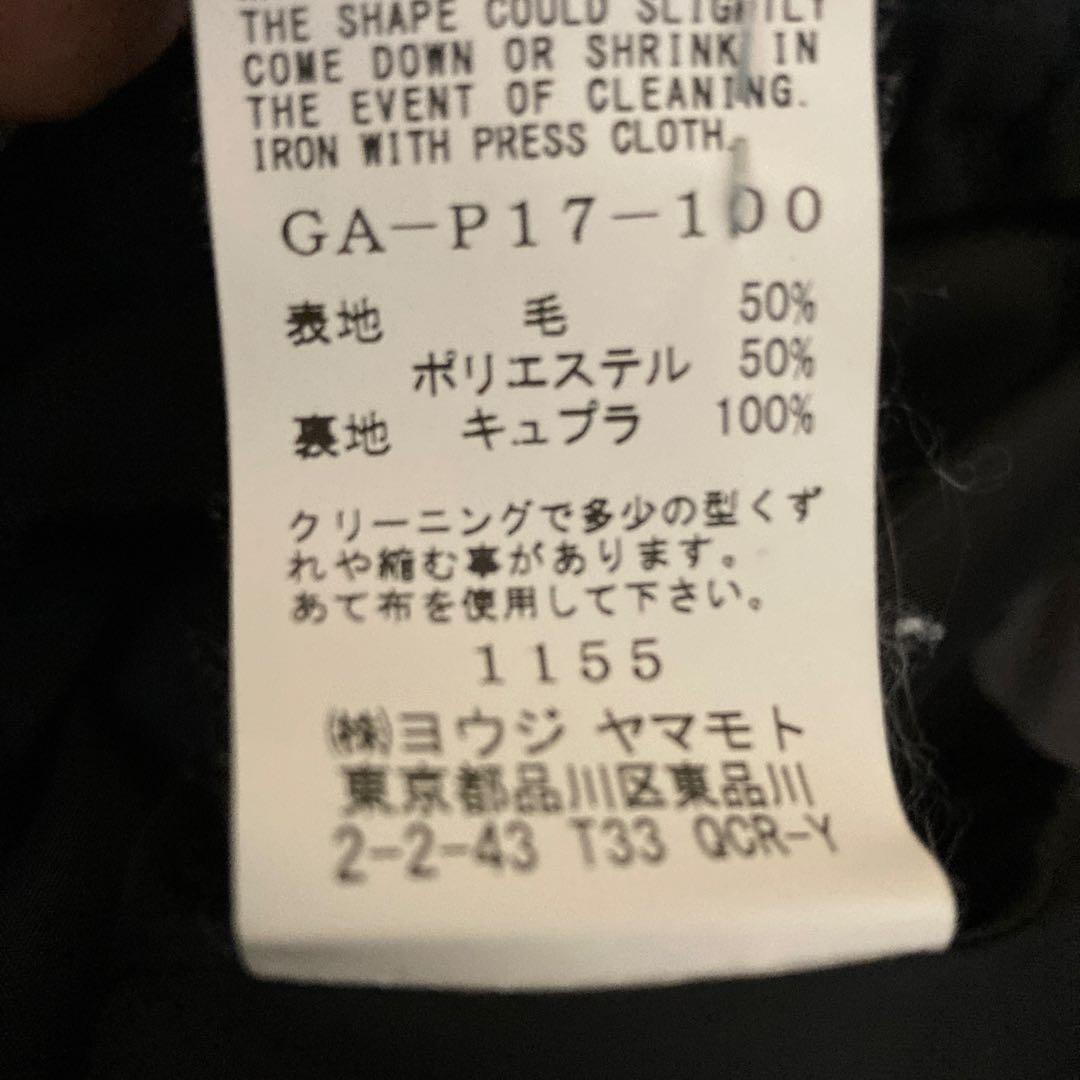 THE SHAPE COULD SLIGHTLY
COME DOWN OR SHRINK IN
THE EVENT OF CLEANING.
IRON WITH PRESS CLOTH.
GA-P17-100
表地 毛 50%
ポリエステル 50%
裏地 キュプラ 100%
クリーニングで多少の型くず
れや縮む事があります。
あて布を使用して下さい。
1155
㈱ヨウジ ヤマモト
東京都品川区東品川
2-2-43 T33 QCR-Y